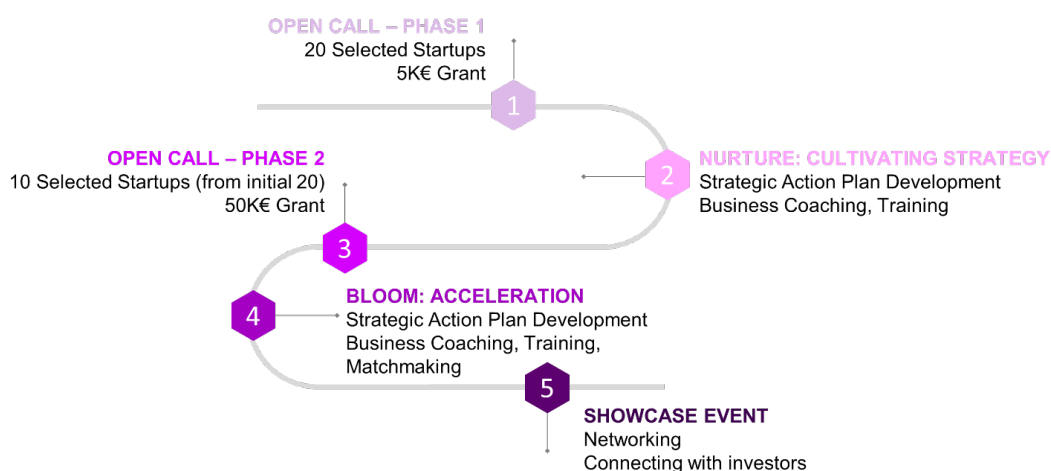 OPEN CALL – PHASE 1
20 Selected Startups
5K€ Grant
1
NURTURE: CULTIVATING STRATEGY
Strategic Action Plan Development
Business Coaching, Training
2
OPEN CALL – PHASE 2
10 Selected Startups (from initial 20)
50K€ Grant
3
BLOOM: ACCELERATION
Strategic Action Plan Development
Business Coaching, Training,
Matchmaking
4
5
SHOWCASE EVENT
Networking
Connecting with investors